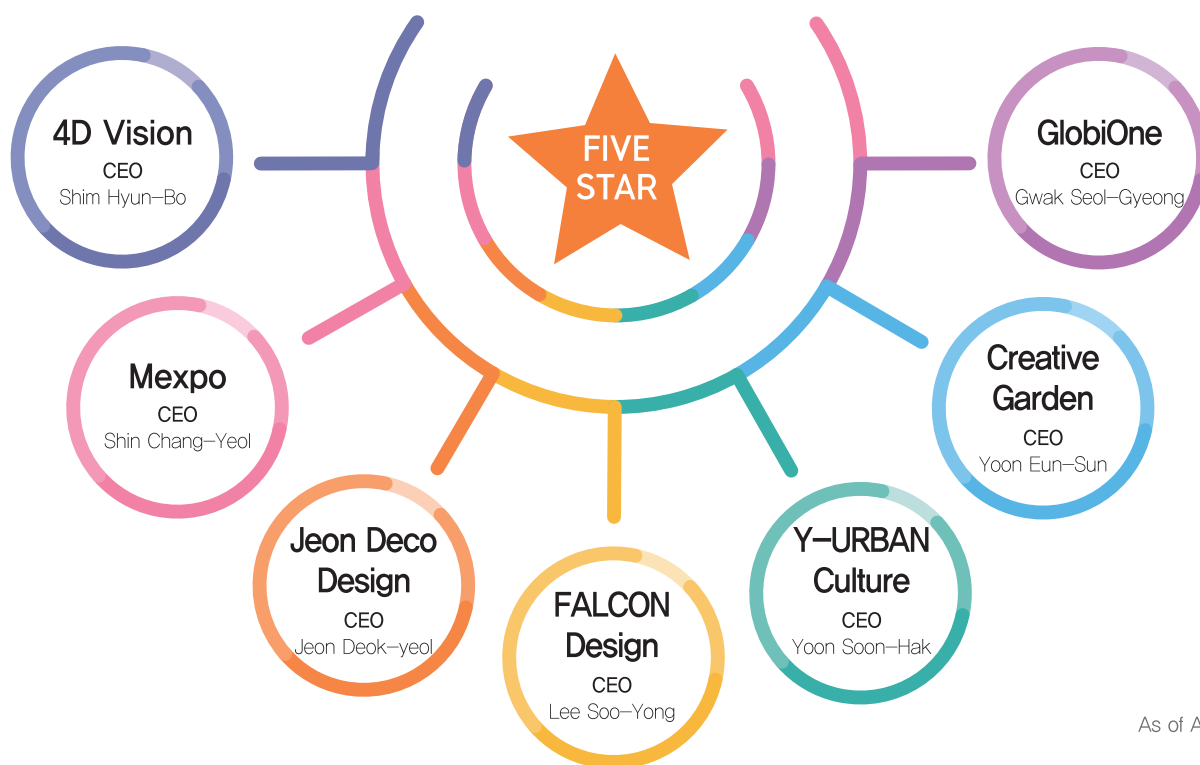 FIVE
STAR
4D Vision
CEO
Shim Hyun-Bo
Mexpo
CEO
Shin Chang-Yeol
Jeon Deco
Design
CEO
Jeon Deok-yeol
FALCON
Design
CEO
Lee Soo-Yong
Y-URBAN
Culture
CEO
Yoon Soon-Hak
Creative
Garden
CEO
Yoon Eun-Sun
GlobiOne
CEO
Gwak Seol-Gyeong
As of